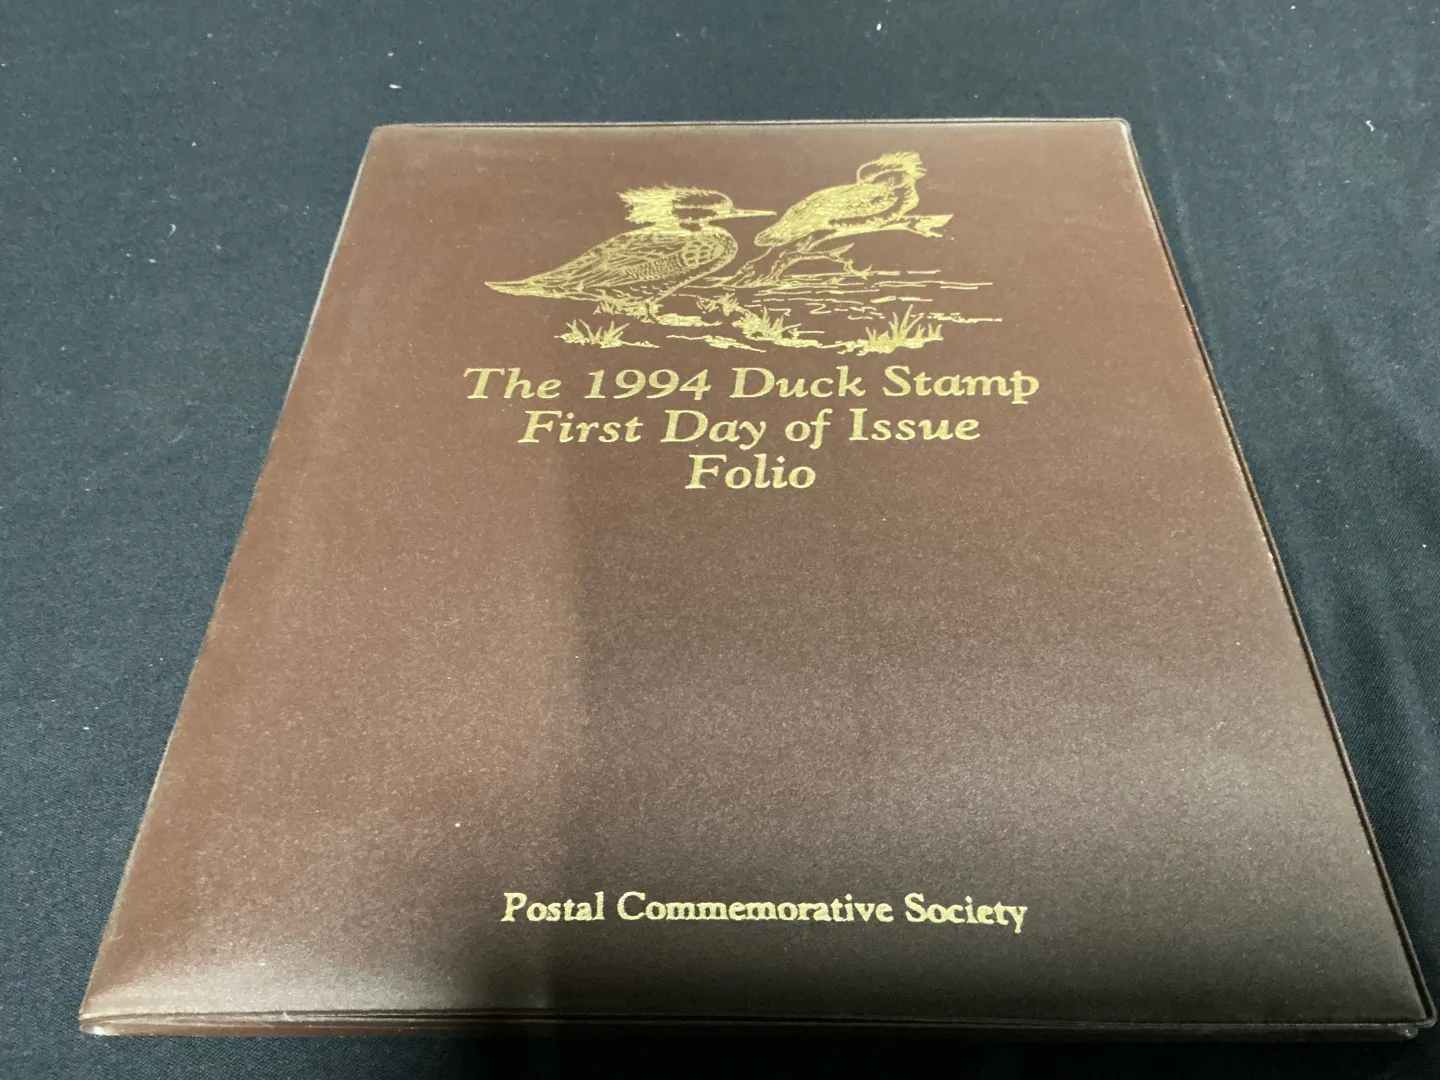 The 1994 Duck Stamp
First Day of Issue
Folio
Postal Commemorative Society